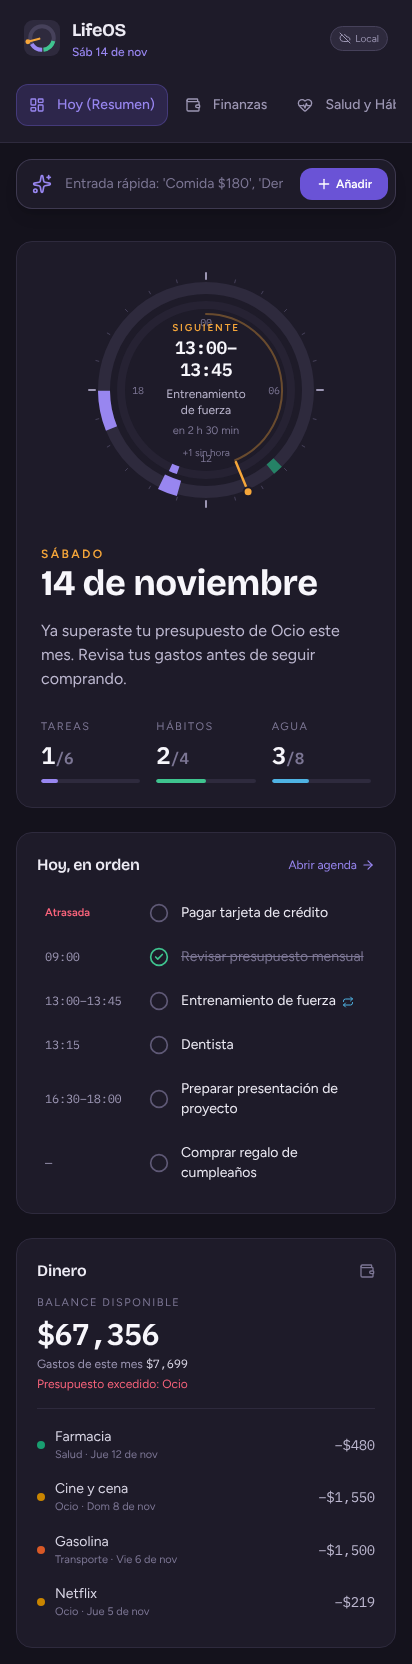 LifeOS
Sáb 14 de nov
Local
Hoy (Resumen)
Finanzas
Salud y Háb
Entrada rápida: 'Comida $180', 'Der
Añadir
00
SIGUIENTE
13:00–
13:45
18
06
Entrenamiento
de fuerza
en 2 h 30 min
+1 sin hora
12
SÁBADO
14 de noviembre
Ya superaste tu presupuesto de Ocio este
mes. Revisa tus gastos antes de seguir
comprando.
TAREAS
HÁBITOS
AGUA
1/6
2/4
3/8
Hoy, en orden
Abrir agenda
Atrasada
Pagar tarjeta de crédito
09:00
Revisar presupuesto mensual
13:00–13:45
Entrenamiento de fuerza
13:15
Dentista
16:30–18:00
Preparar presentación de
proyecto
—
Comprar regalo de
cumpleaños
Dinero
BALANCE DISPONIBLE
$67,356
Gastos de este mes $7,699
Presupuesto excedido: Ocio
Farmacia
Salud · Jue 12 de nov
−$480
Cine y cena
Ocio · Dom 8 de nov
−$1,550
Gasolina
Transporte · Vie 6 de nov
−$1,500
Netflix
Ocio · Jue 5 de nov
−$219